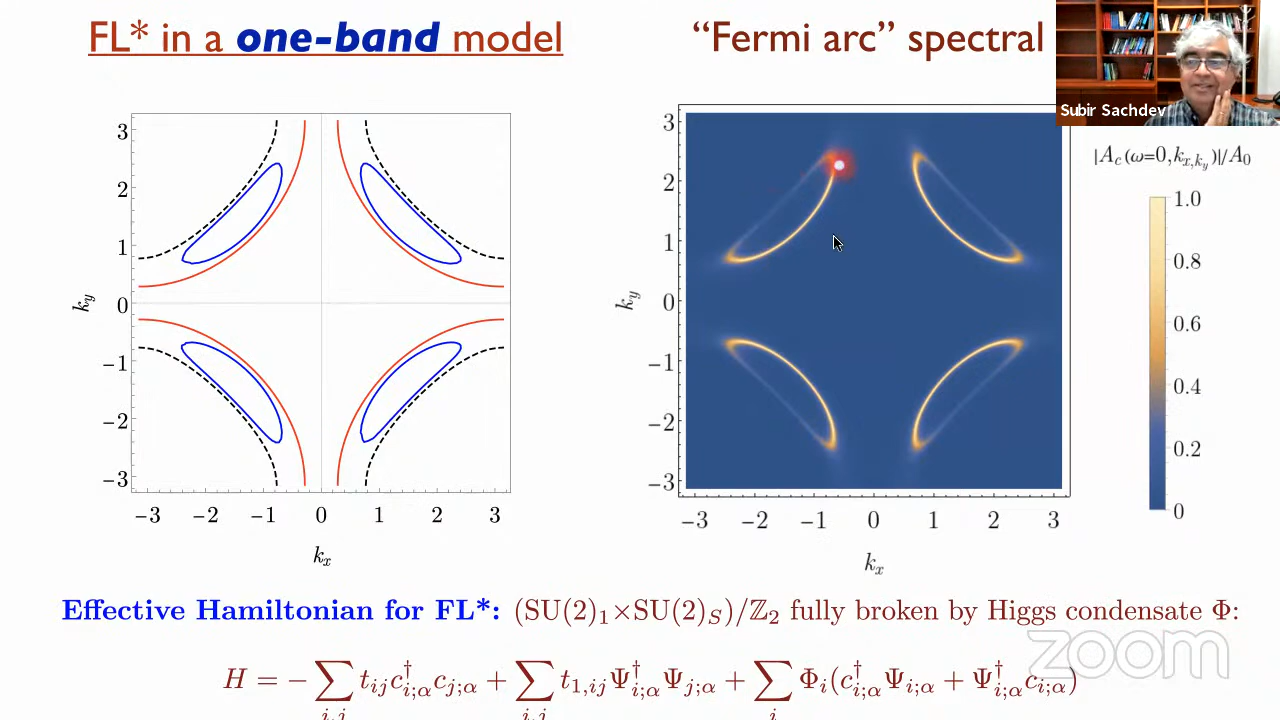 FL* in a one-band model
“Fermi arc” spectral
Subir Sachdev
3
2
1
0
−1
−2
−3
k_y
−3 −2 −1 0 1 2 3
k_x
3
2
1
0
−1
−2
−3
k_y
−3 −2 −1 0 1 2 3
k_x
|A_c(ω=0,k_{x,k_y})|/A_0
1.0
0.8
0.6
0.4
0.2
0
Effective Hamiltonian for FL*: (SU(2)_1×SU(2)_S)/ℤ_2 fully broken by Higgs condensate Φ:
zoom
H = − ∑_{i,j} t_{ij} c^†_{i;α} c_{j;α} + ∑_{i,j} t_{1,ij} Ψ^†_{i;α} Ψ_{j;α} + ∑_i Φ_i (c^†_{i;α} Ψ_{i;α} + Ψ^†_{i;α} c_{i;α})